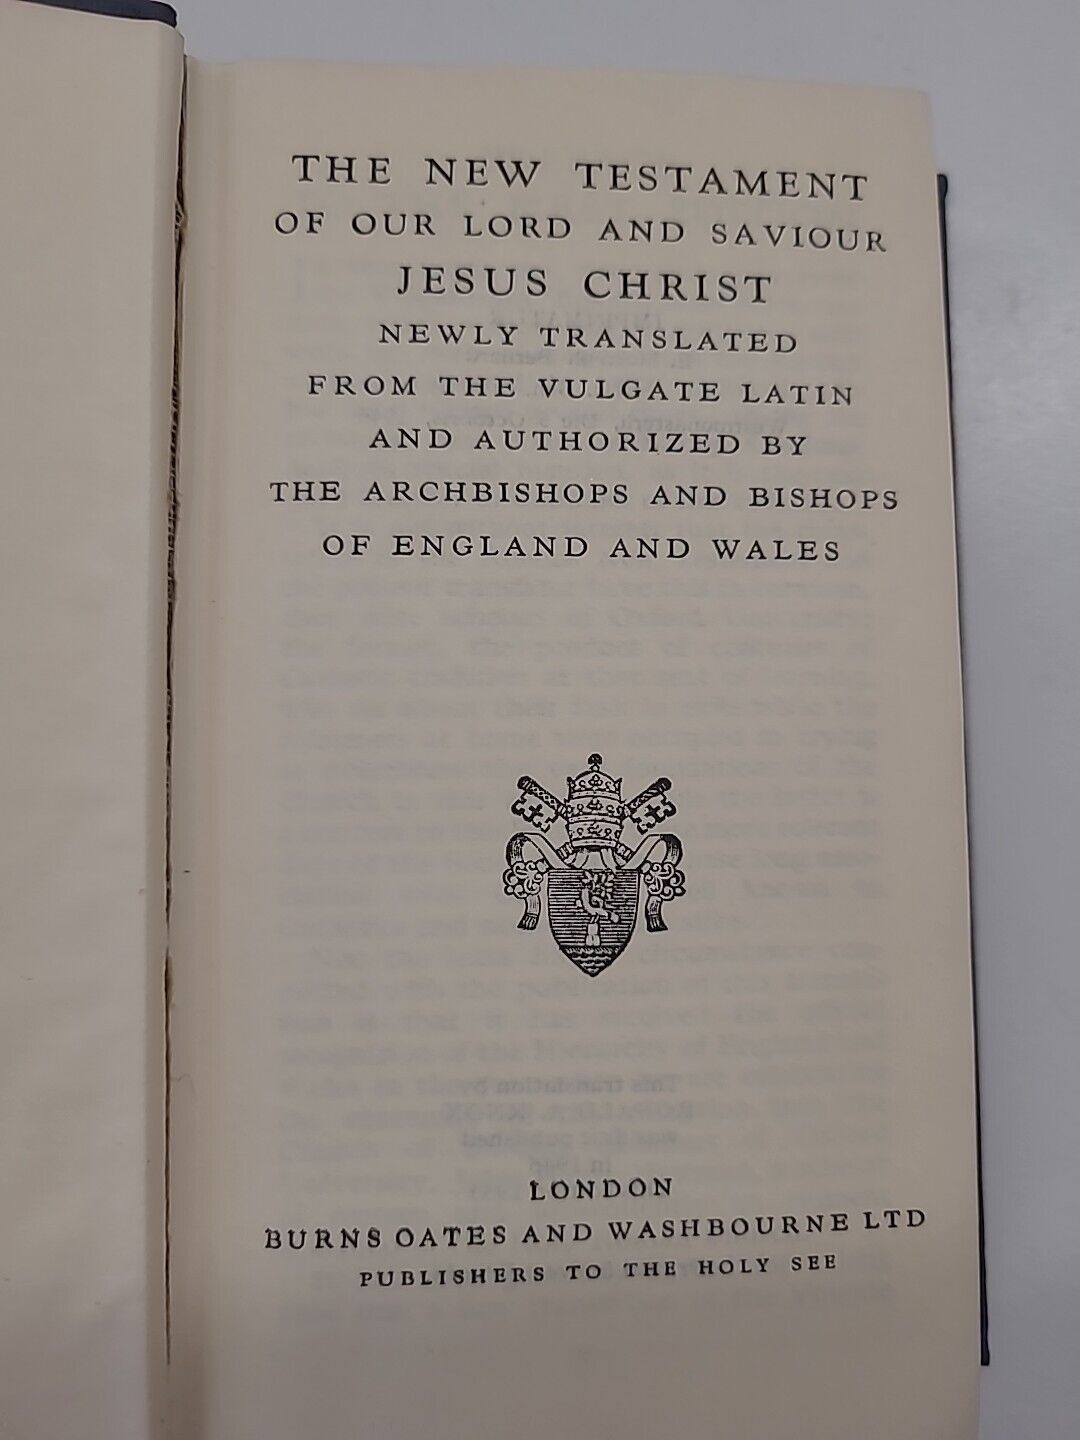 THE NEW TESTAMENT
OF OUR LORD AND SAVIOUR
JESUS CHRIST
NEWLY TRANSLATED
FROM THE VULGATE LATIN
AND AUTHORIZED BY
THE ARCHBISHOPS AND BISHOPS
OF ENGLAND AND WALES
LONDON
BURNS OATES AND WASHBOURNE LTD
PUBLISHERS TO THE HOLY SEE